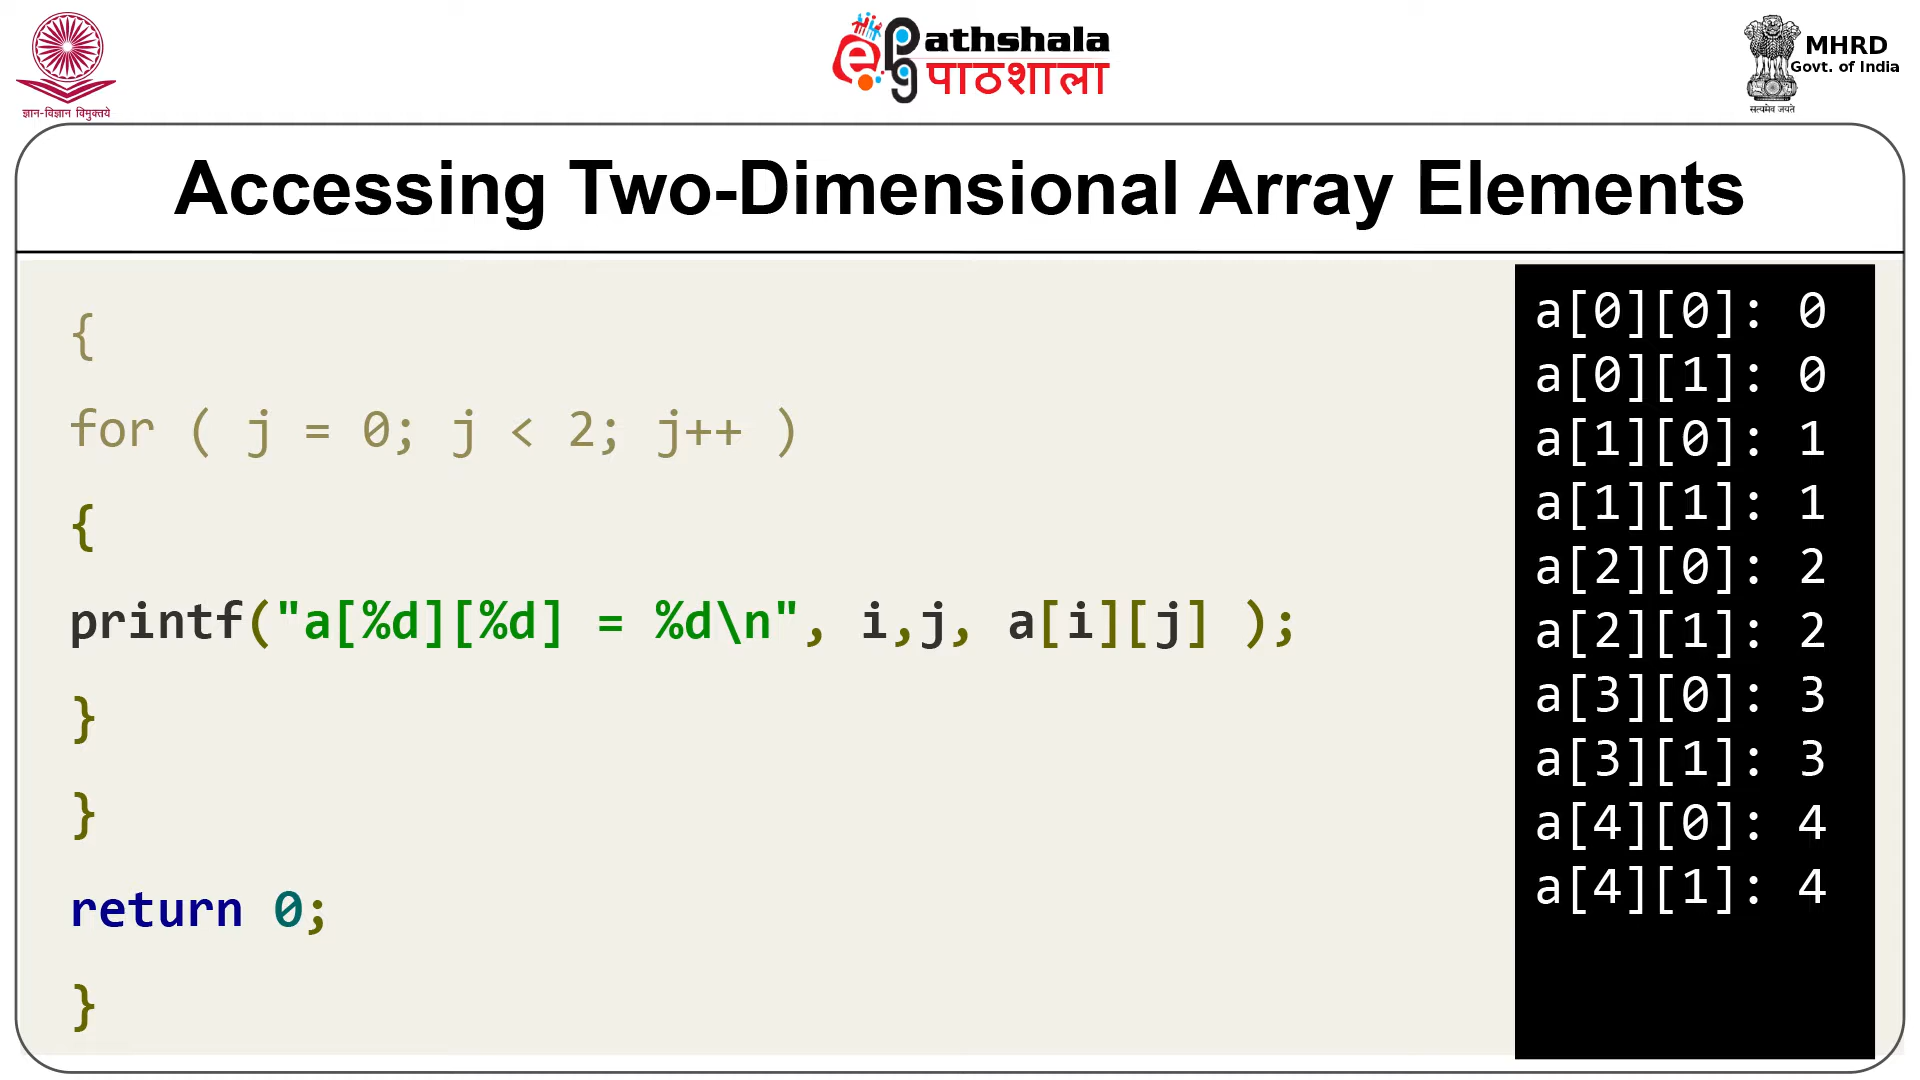 ज्ञान-विज्ञान विमुक्तये
ePathshala
पाठशाला
MHRD
Govt. of India
सत्यमेव जयते
Accessing Two-Dimensional Array Elements
{
for ( j = 0; j < 2; j++ )
{
printf("a[%d][%d] = %d\n", i,j, a[i][j] );
}
}
return 0;
}
a[0][0]: 0
a[0][1]: 0
a[1][0]: 1
a[1][1]: 1
a[2][0]: 2
a[2][1]: 2
a[3][0]: 3
a[3][1]: 3
a[4][0]: 4
a[4][1]: 4